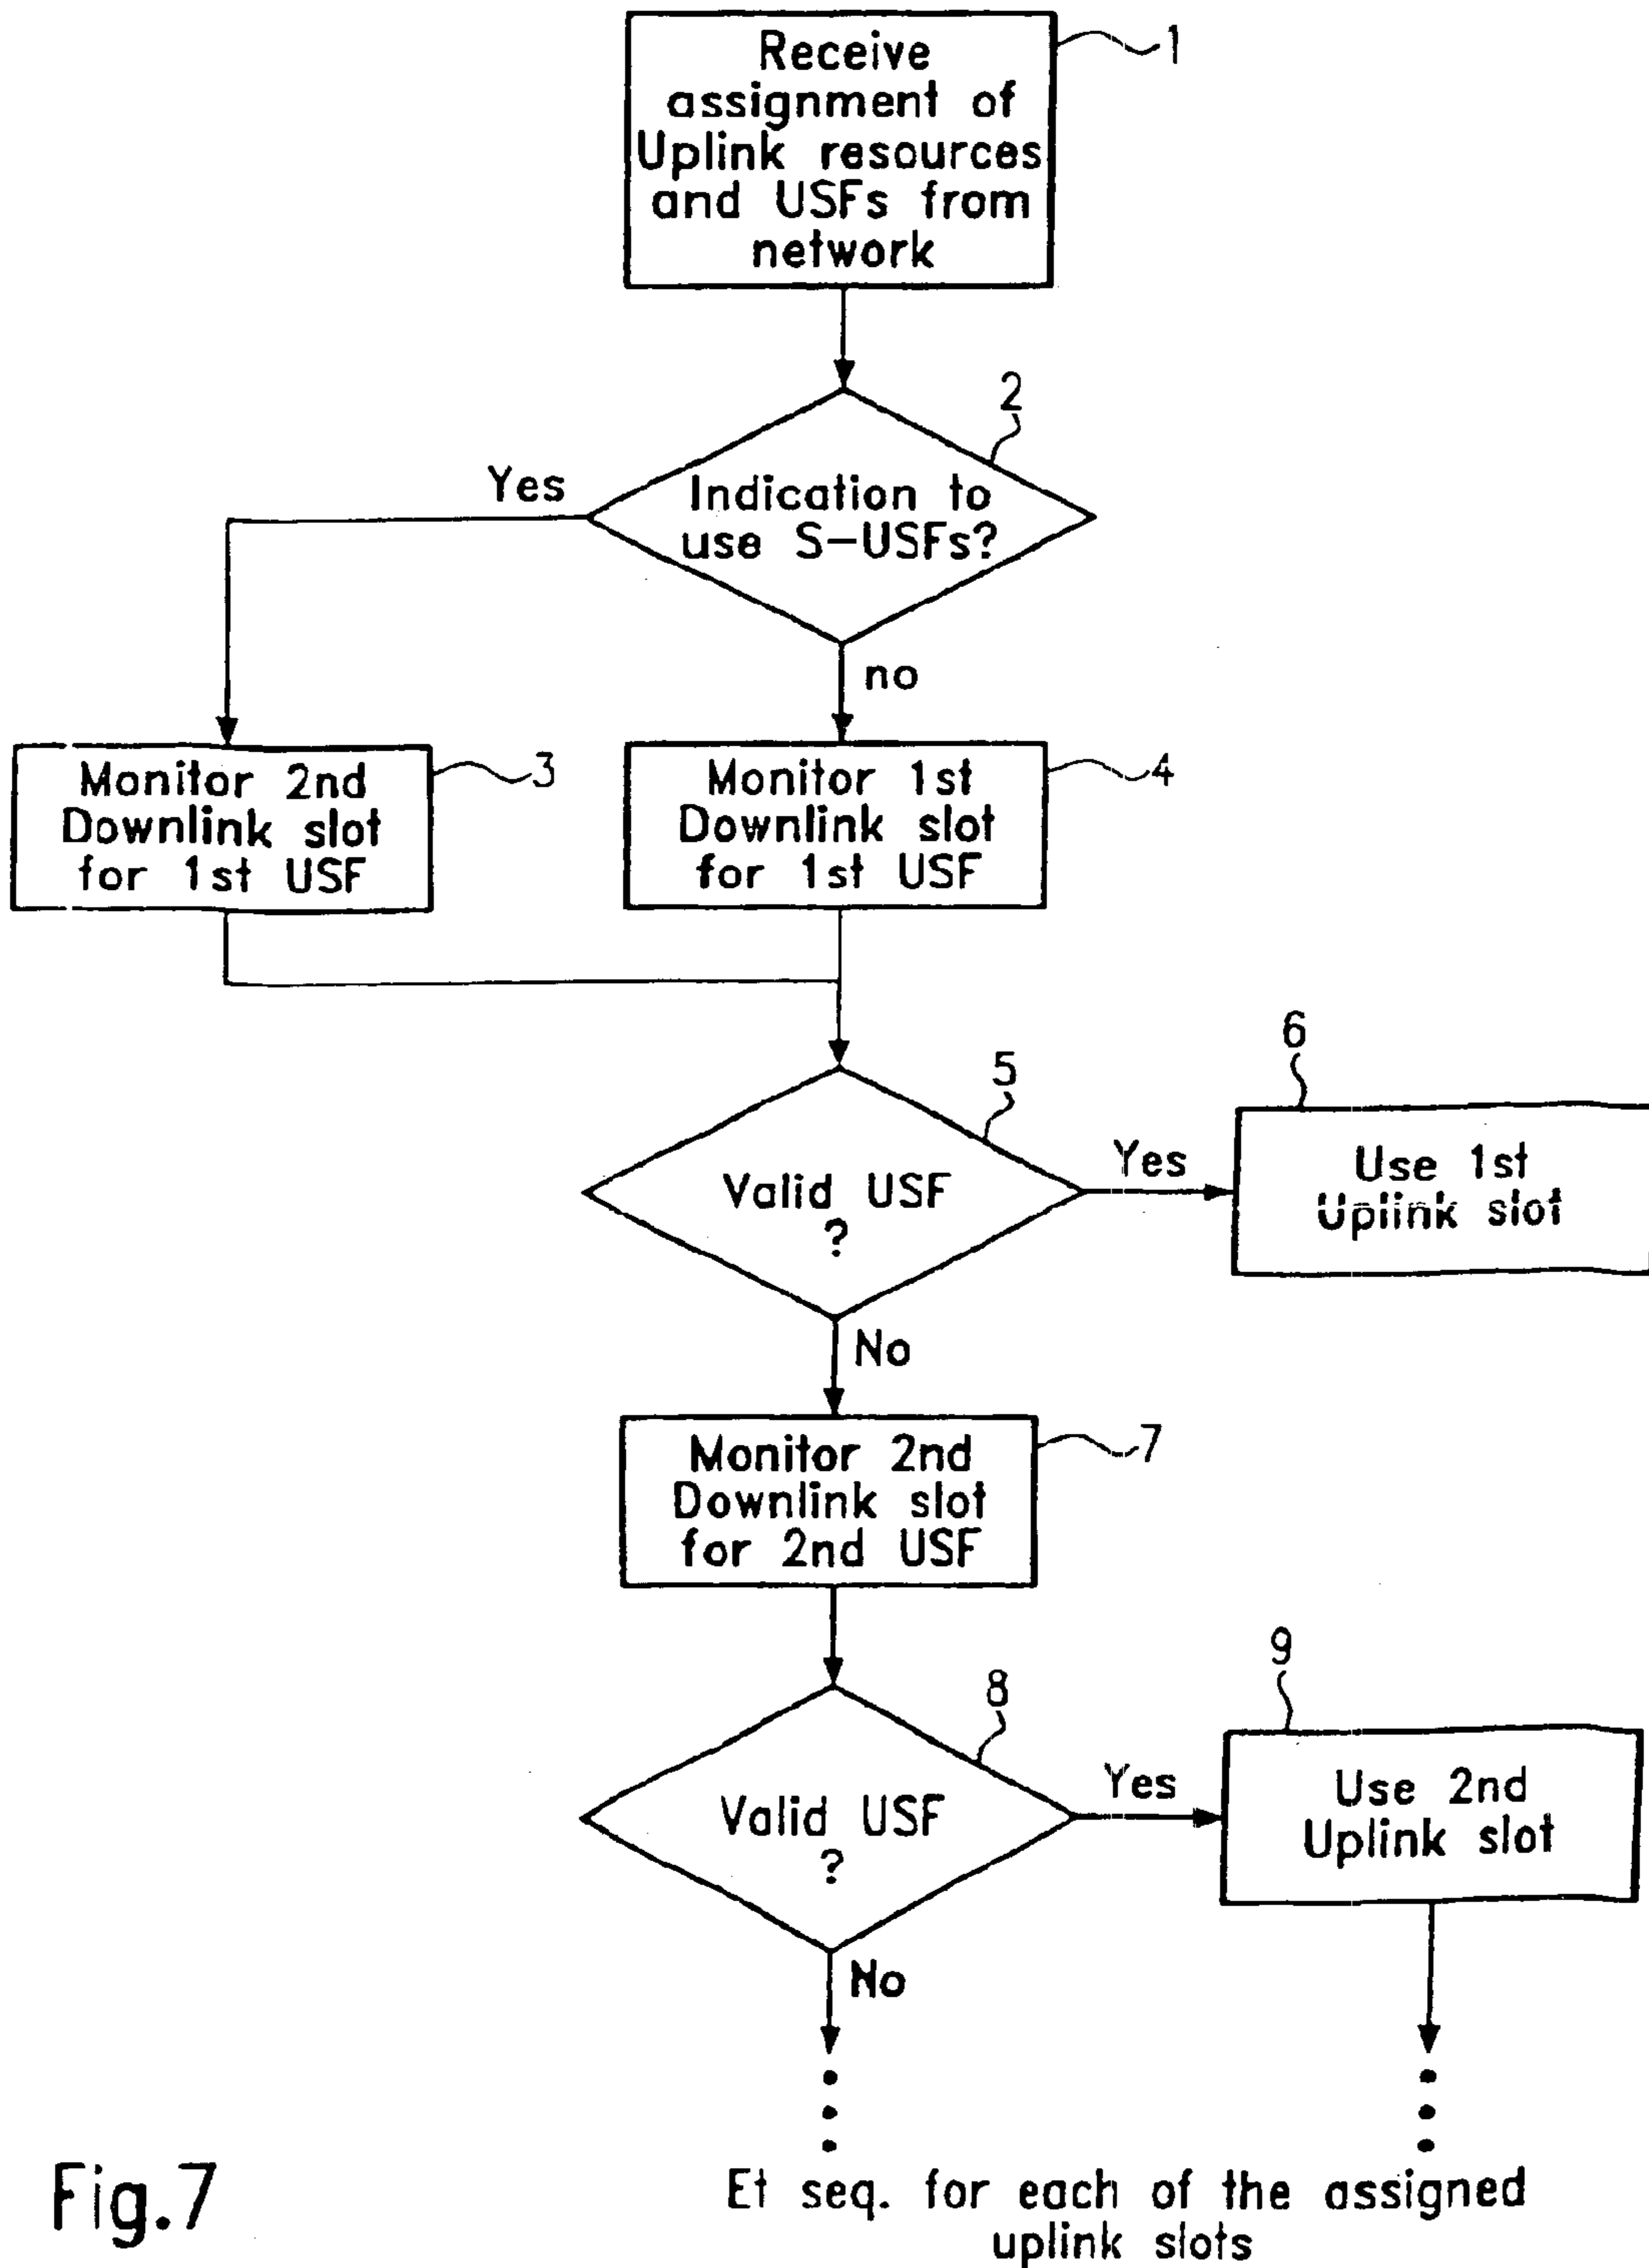 Receive
assignment of
Uplink resources
and USFs from
network
1
2
Indication to
use S-USFs?
Yes
no
Monitor 2nd
Downlink slot
for 1st USF
3
Monitor 1st
Downlink slot
for 1st USF
4
5
Valid USF
?
Yes
6
Use 1st
Uplink slot
No
Monitor 2nd
Downlink slot
for 2nd USF
7
8
Valid USF
?
Yes
9
Use 2nd
Uplink slot
No
Et seq. for each of the assigned
uplink slots
Fig.7